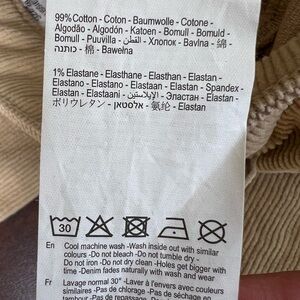 99%Cotton - Coton - Baumwolle - Cotone -
Algodão - Algodón - Katoen - Bomull - Bomuld -
Bomull - Puuvilla - القطن - Хлопок - Bavlna - 綿 -
כותנה - 棉 - Bawełna
1% Elastane - Elasthane - Elasthan - Elastan -
Elastano - Elastano - Elastaan - Elastan - Spandex -
Elastan - Elastaani - الإيلاستين - Эластан - Elastan -
ポリウレタン - אלסטאן - 氨纶 - Elastan
30
En Cool machine wash -Wash inside out with similar
colours -Do not bleach -Do not tumble dry -
Do not iron -Do not dry clean -Holes get bigger with
time -Denim fades naturally with wash and wear
Fr Lavage normal 30° -Laver à l'envers avec couleurs
similaires -Pas de chlorage -Pas de séchage en
tambour -Pas de repassage